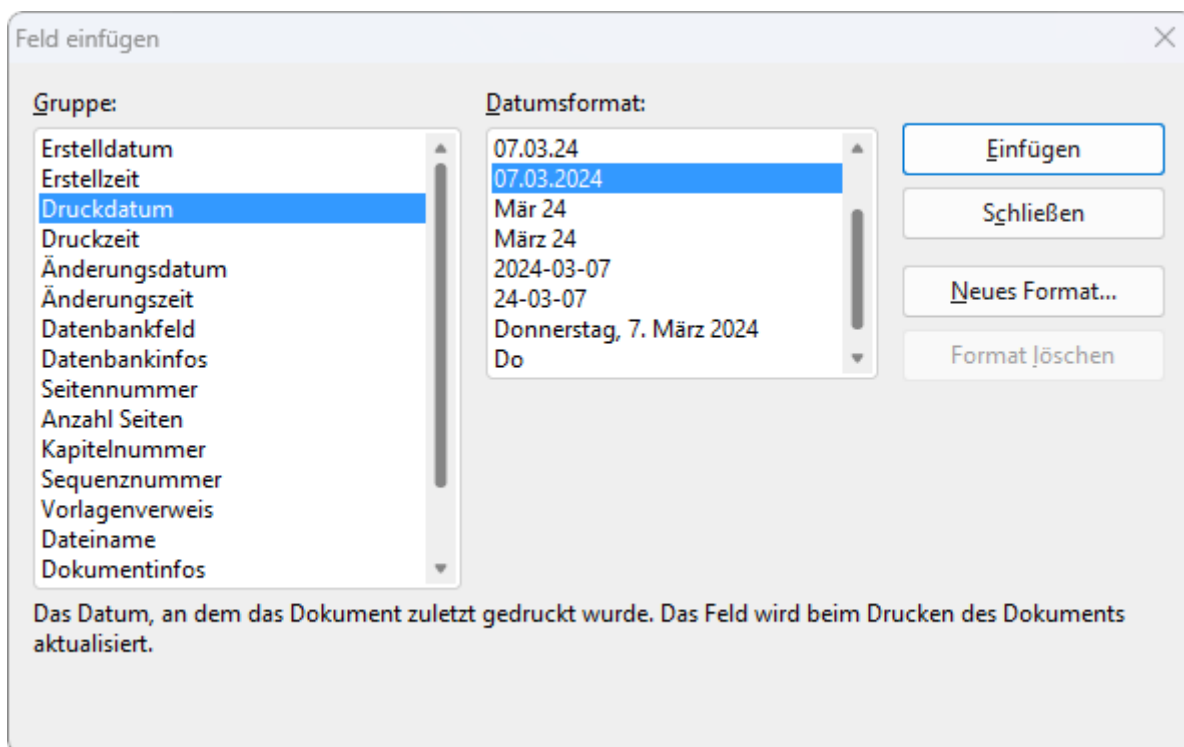 Feld einfügen
Gruppe:
Erstelldatum
Erstellzeit
Druckdatum
Druckzeit
Änderungsdatum
Änderungszeit
Datenbankfeld
Datenbankinfos
Seitennummer
Anzahl Seiten
Kapitelnummer
Sequenznummer
Vorlagenverweis
Dateiname
Dokumentinfos
Datumsformat:
07.03.24
07.03.2024
Mär 24
März 24
2024-03-07
24-03-07
Donnerstag, 7. März 2024
Do
Einfügen
Schließen
Neues Format...
Format löschen
Das Datum, an dem das Dokument zuletzt gedruckt wurde. Das Feld wird beim Drucken des Dokuments
aktualisiert.